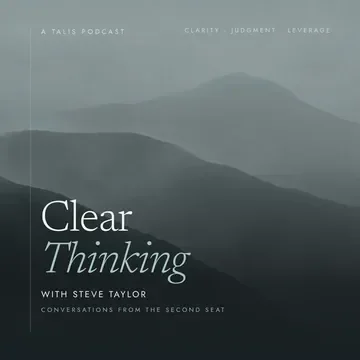 A TALIS PODCAST
CLARITY · JUDGMENT · LEVERAGE
Clear
Thinking
WITH STEVE TAYLOR
CONVERSATIONS FROM THE SECOND SEAT